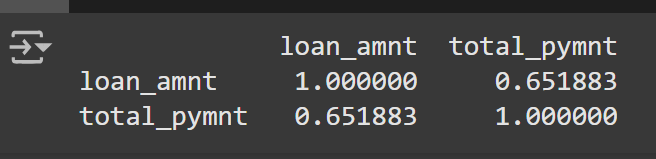 loan_amnt total_pymnt
loan_amnt 1.000000 0.651883
total_pymnt 0.651883 1.000000